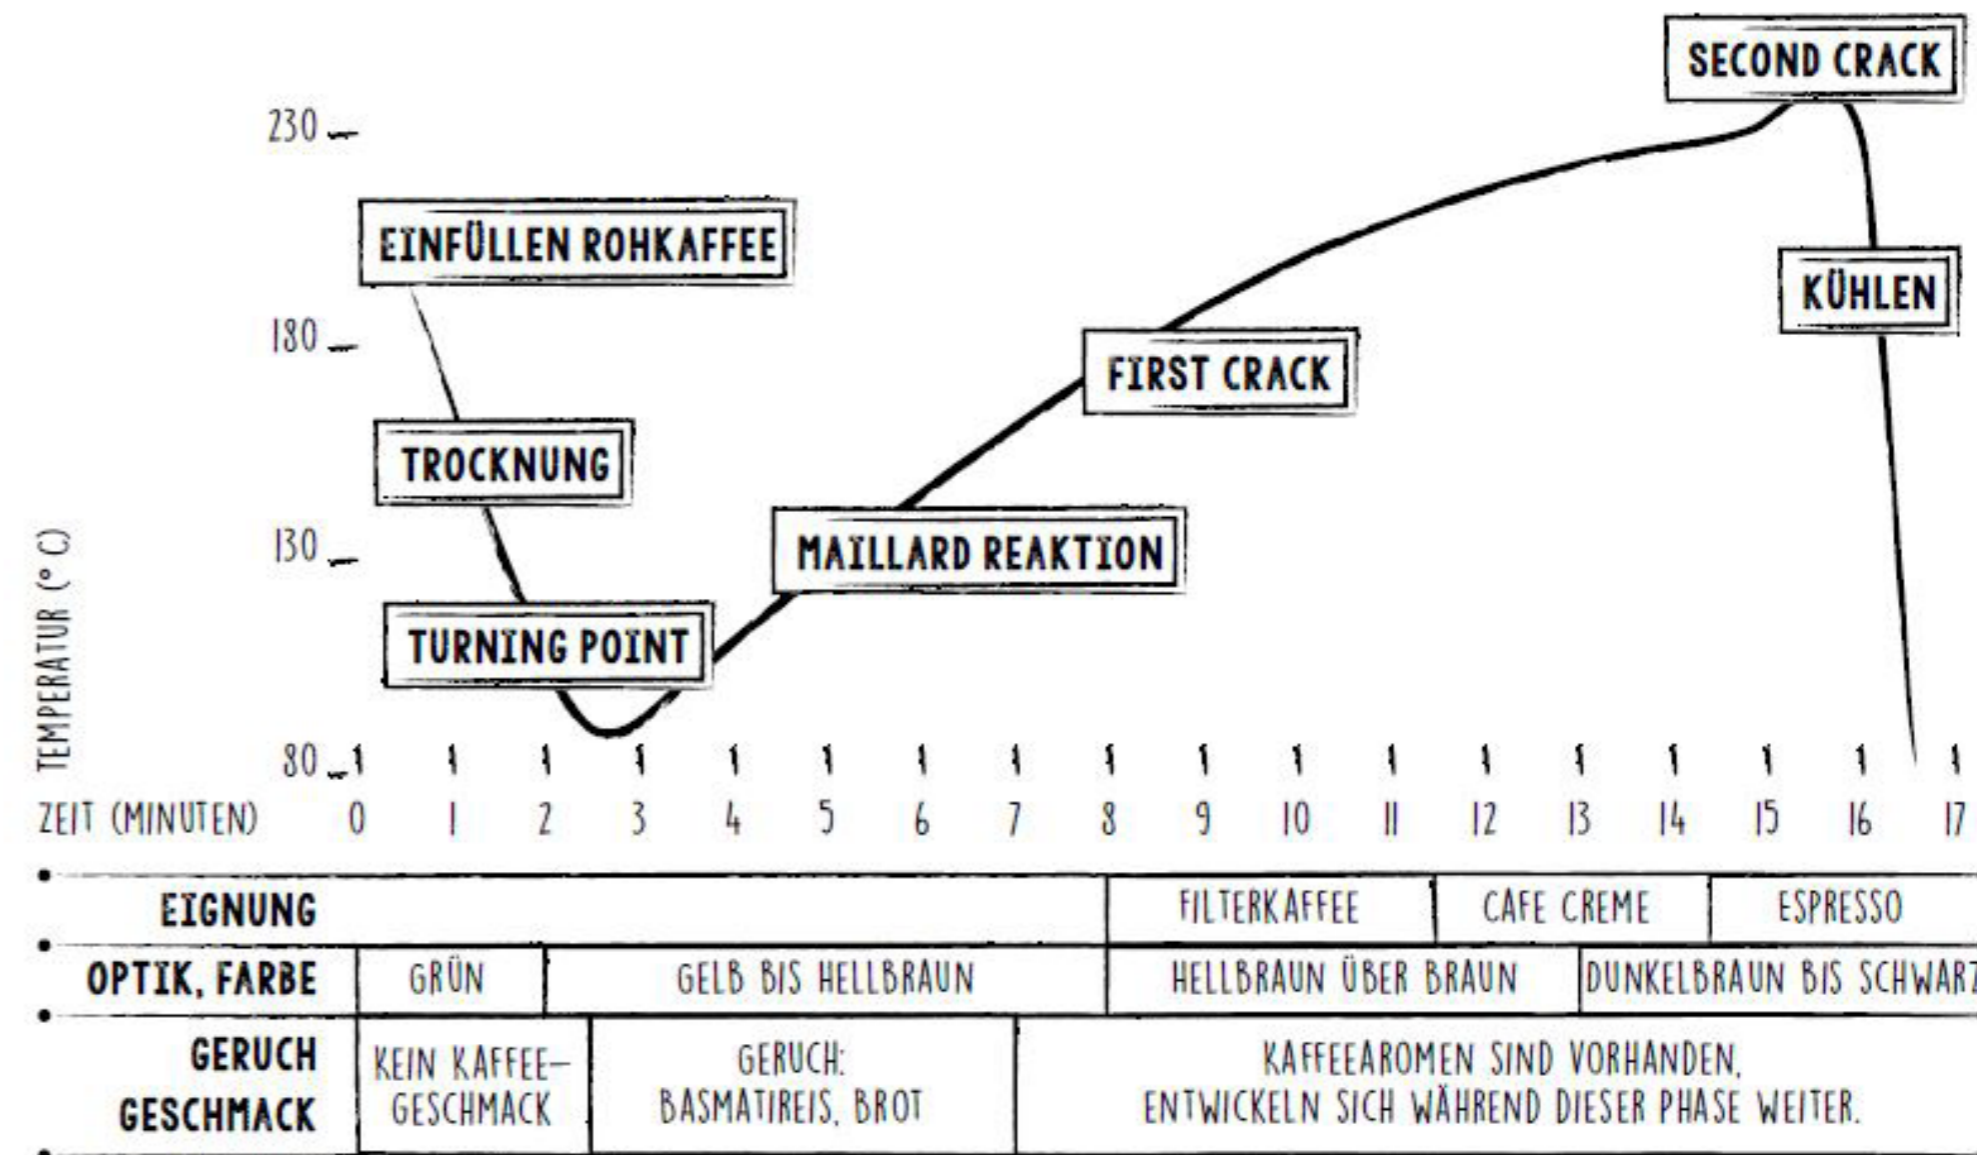 SECOND CRACK
230
EINFÜLLEN ROHKAFFEE
KÜHLEN
180
FIRST CRACK
TROCKNUNG
130
MAILLARD REAKTION
TURNING POINT
TEMPERATUR (° C)
80
ZEIT (MINUTEN) 0 1 2 3 4 5 6 7 8 9 10 11 12 13 14 15 16 17
EIGNUNG FILTERKAFFEE CAFE CREME ESPRESSO
OPTIK, FARBE GRÜN GELB BIS HELLBRAUN HELLBRAUN ÜBER BRAUN DUNKELBRAUN BIS SCHWARZ
GERUCH
GESCHMACK
KEIN KAFFEE–
GESCHMACK
GERUCH:
BASMATIREIS, BROT
KAFFEEAROMEN SIND VORHANDEN,
ENTWICKELN SICH WÄHREND DIESER PHASE WEITER.